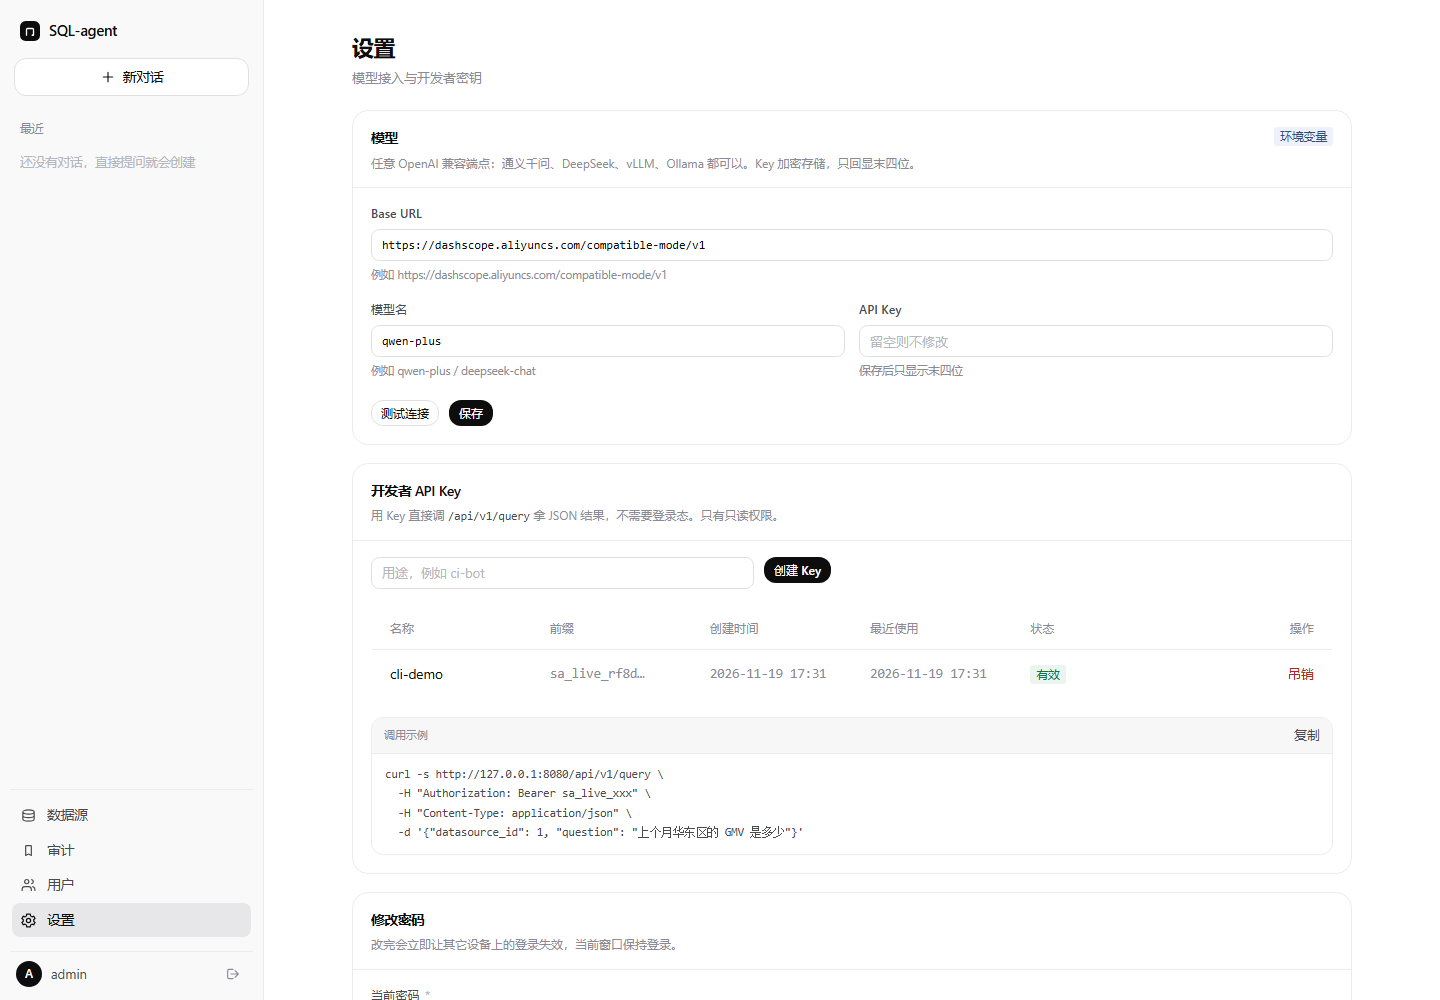 SQL-agent
新对话
最近
还没有对话，直接提问就会创建
数据源
审计
用户
设置
A
admin
设置
模型接入与开发者密钥
模型
环境变量
任意 OpenAI 兼容端点：通义千问、DeepSeek、vLLM、Ollama 都可以。Key 加密存储，只回显末四位。
Base URL
https://dashscope.aliyuncs.com/compatible-mode/v1
例如 https://dashscope.aliyuncs.com/compatible-mode/v1
模型名
API Key
qwen-plus
留空则不修改
例如 qwen-plus / deepseek-chat
保存后只显示末四位
测试连接
保存
开发者 API Key
用 Key 直接调 /api/v1/query 拿 JSON 结果，不需要登录态。只有只读权限。
用途，例如 ci-bot
创建 Key
名称 前缀 创建时间 最近使用 状态 操作
cli-demo sa_live_rf8d… 2026-11-19 17:31 2026-11-19 17:31 有效 吊销
调用示例
复制
curl -s http://127.0.0.1:8080/api/v1/query \
-H "Authorization: Bearer sa_live_xxx" \
-H "Content-Type: application/json" \
-d '{"datasource_id": 1, "question": "上个月华东区的 GMV 是多少"}'
修改密码
改完会立即让其它设备上的登录失效，当前窗口保持登录。
当前密码 *